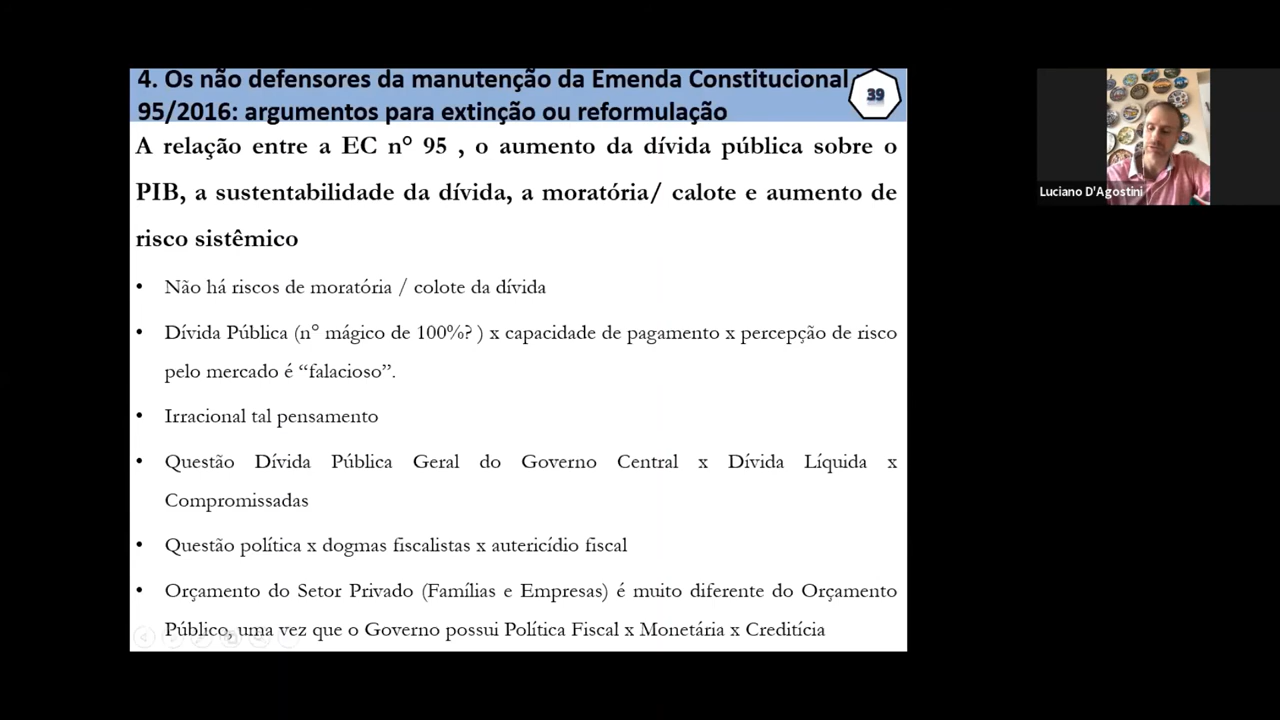 4. Os não defensores da manutenção da Emenda Constitucional
95/2016: argumentos para extinção ou reformulação
39
A relação entre a EC n° 95 , o aumento da dívida pública sobre o
PIB, a sustentabilidade da dívida, a moratória/ calote e aumento de
risco sistêmico
• Não há riscos de moratória / colote da dívida
• Dívida Pública (n° mágico de 100%? ) x capacidade de pagamento x percepção de risco
pelo mercado é “falacioso”.
• Irracional tal pensamento
• Questão Dívida Pública Geral do Governo Central x Dívida Líquida x
Compromissadas
• Questão política x dogmas fiscalistas x autericídio fiscal
• Orçamento do Setor Privado (Famílias e Empresas) é muito diferente do Orçamento
Público, uma vez que o Governo possui Política Fiscal x Monetária x Creditícia
Luciano D'Agostini